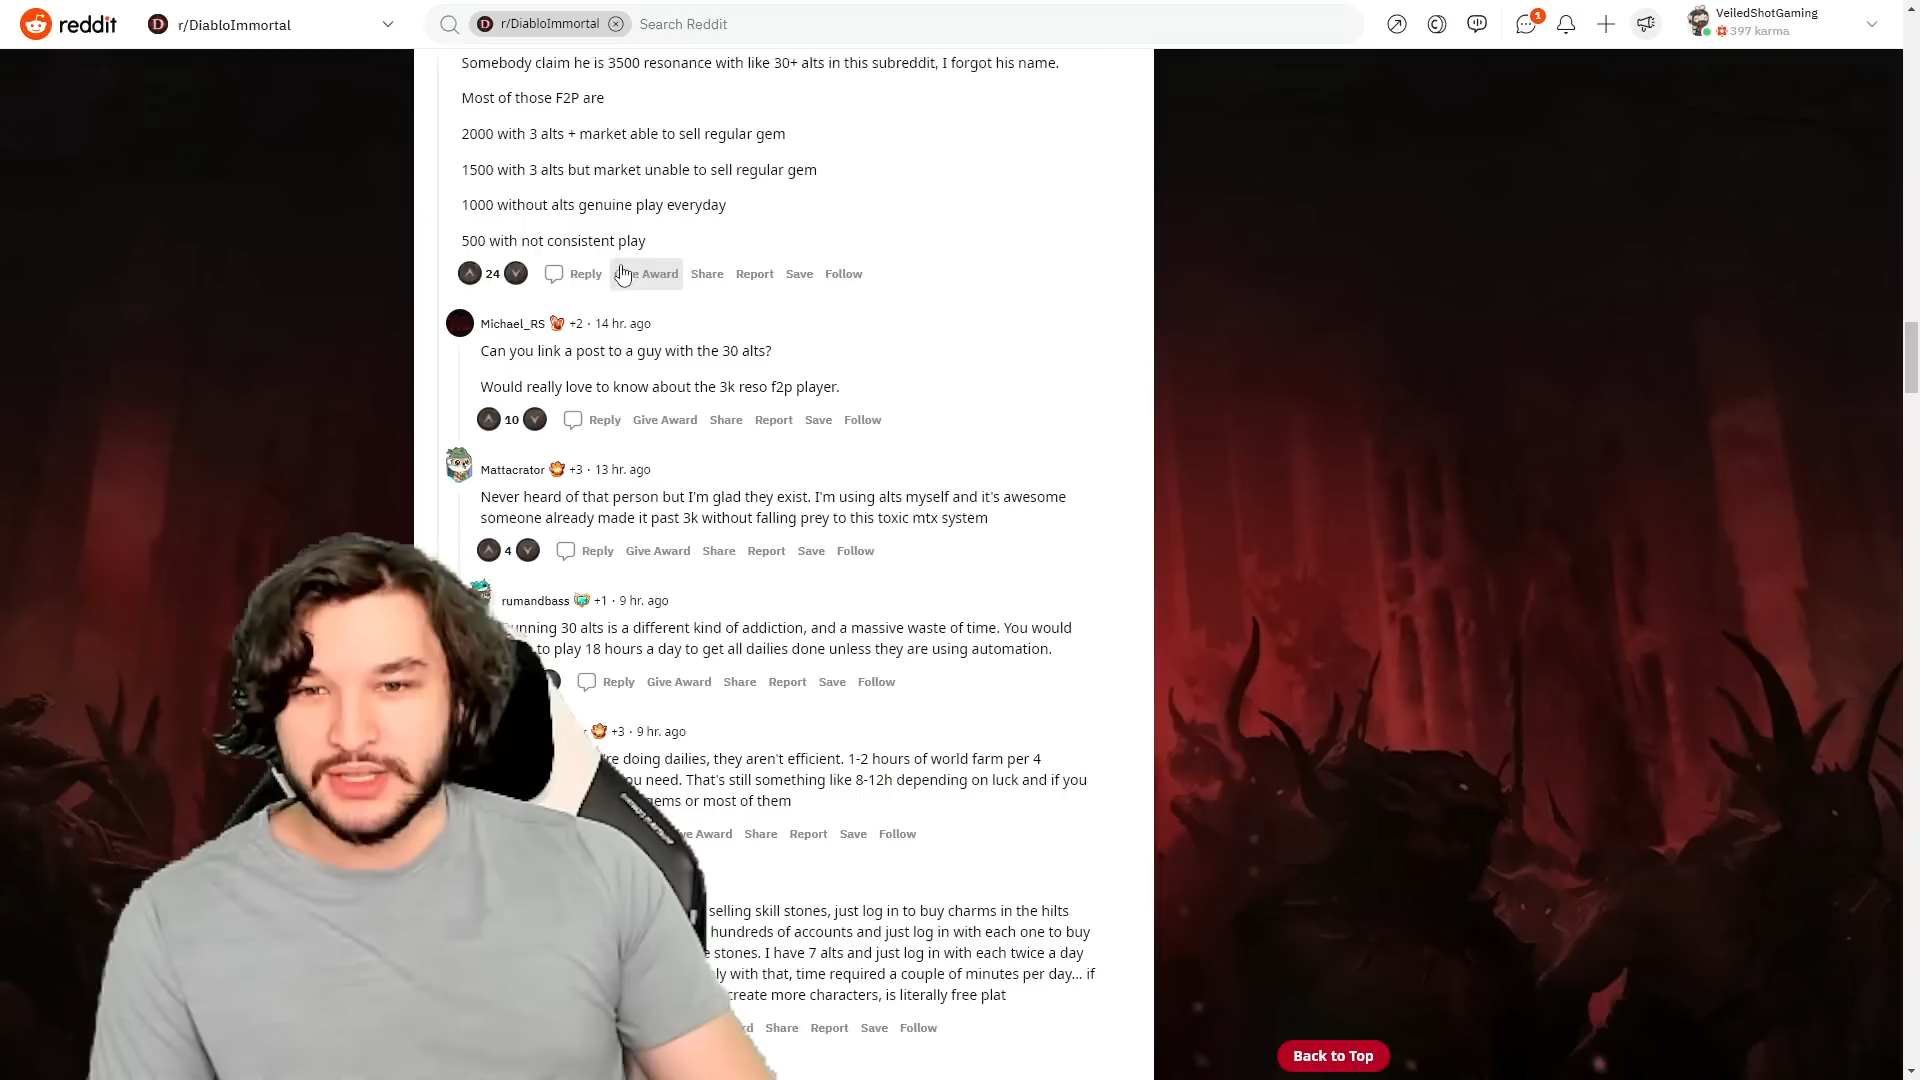 reddit
r/DiabloImmortal
r/DiabloImmortal
Search Reddit
1
VeiledShotGaming
397 karma
Somebody claim he is 3500 resonance with like 30+ alts in this subreddit, I forgot his name.
Most of those F2P are
2000 with 3 alts + market able to sell regular gem
1500 with 3 alts but market unable to sell regular gem
1000 without alts genuine play everyday
500 with not consistent play
24 Reply Award Share Report Save Follow
Michael_RS +2 · 14 hr. ago
Can you link a post to a guy with the 30 alts?
Would really love to know about the 3k reso f2p player.
10 Reply Give Award Share Report Save Follow
Mattacrator +3 · 13 hr. ago
Never heard of that person but I'm glad they exist. I'm using alts myself and it's awesome
someone already made it past 3k without falling prey to this toxic mtx system
4 Reply Give Award Share Report Save Follow
rumandbass +1 · 9 hr. ago
unning 30 alts is a different kind of addiction, and a massive waste of time. You would
to play 18 hours a day to get all dailies done unless they are using automation.
Reply Give Award Share Report Save Follow
+3 · 9 hr. ago
're doing dailies, they aren't efficient. 1-2 hours of world farm per 4
you need. That's still something like 8-12h depending on luck and if you
gems or most of them
Award Share Report Save Follow
selling skill stones, just log in to buy charms in the hilts
hundreds of accounts and just log in with each one to buy
stones. I have 7 alts and just log in with each twice a day
ly with that, time required a couple of minutes per day... if
create more characters, is literally free plat
Share Report Save Follow
Back to Top